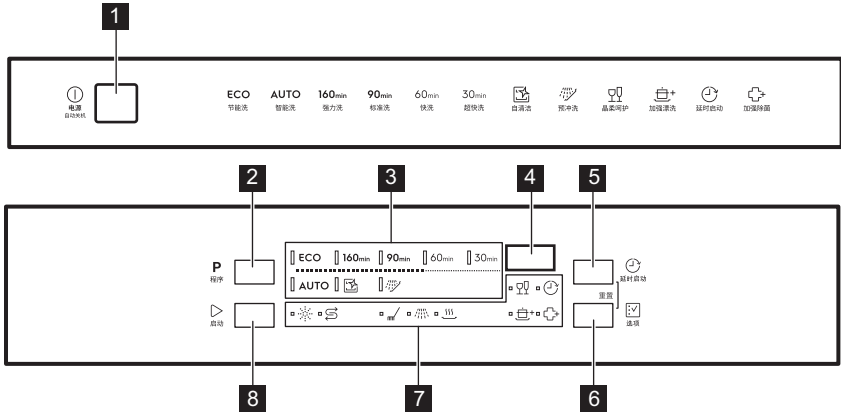 1
ECO AUTO 160min 90min 60min 30min
电源
自动关机
节能洗 智能洗 强力洗 标准洗 快洗 超快洗 自清洁 预冲洗 晶柔呵护 加强漂洗 延时启动 加强除菌
2 3 4 5
P
程序
ECO 160min 90min 60min 30min
延时启动
AUTO
重置
启动
选项
8 7 6